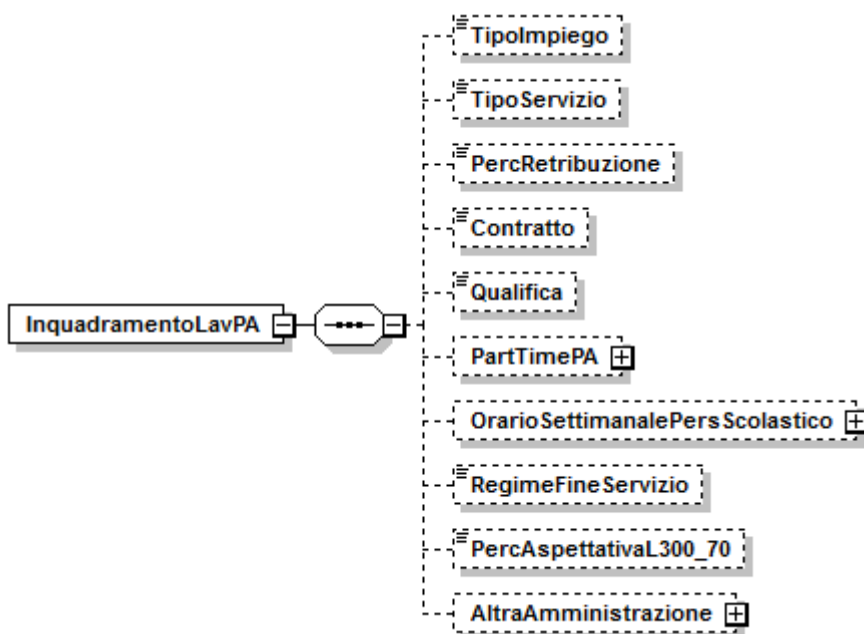 TipoImpiego
TipoServizio
PercRetribuzione
Contratto
Qualifica
InquadramentoLavPA
PartTimePA
OrarioSettimanalePersScolastico
RegimeFineServizio
PercAspettativaL300_70
AltraAmministrazione